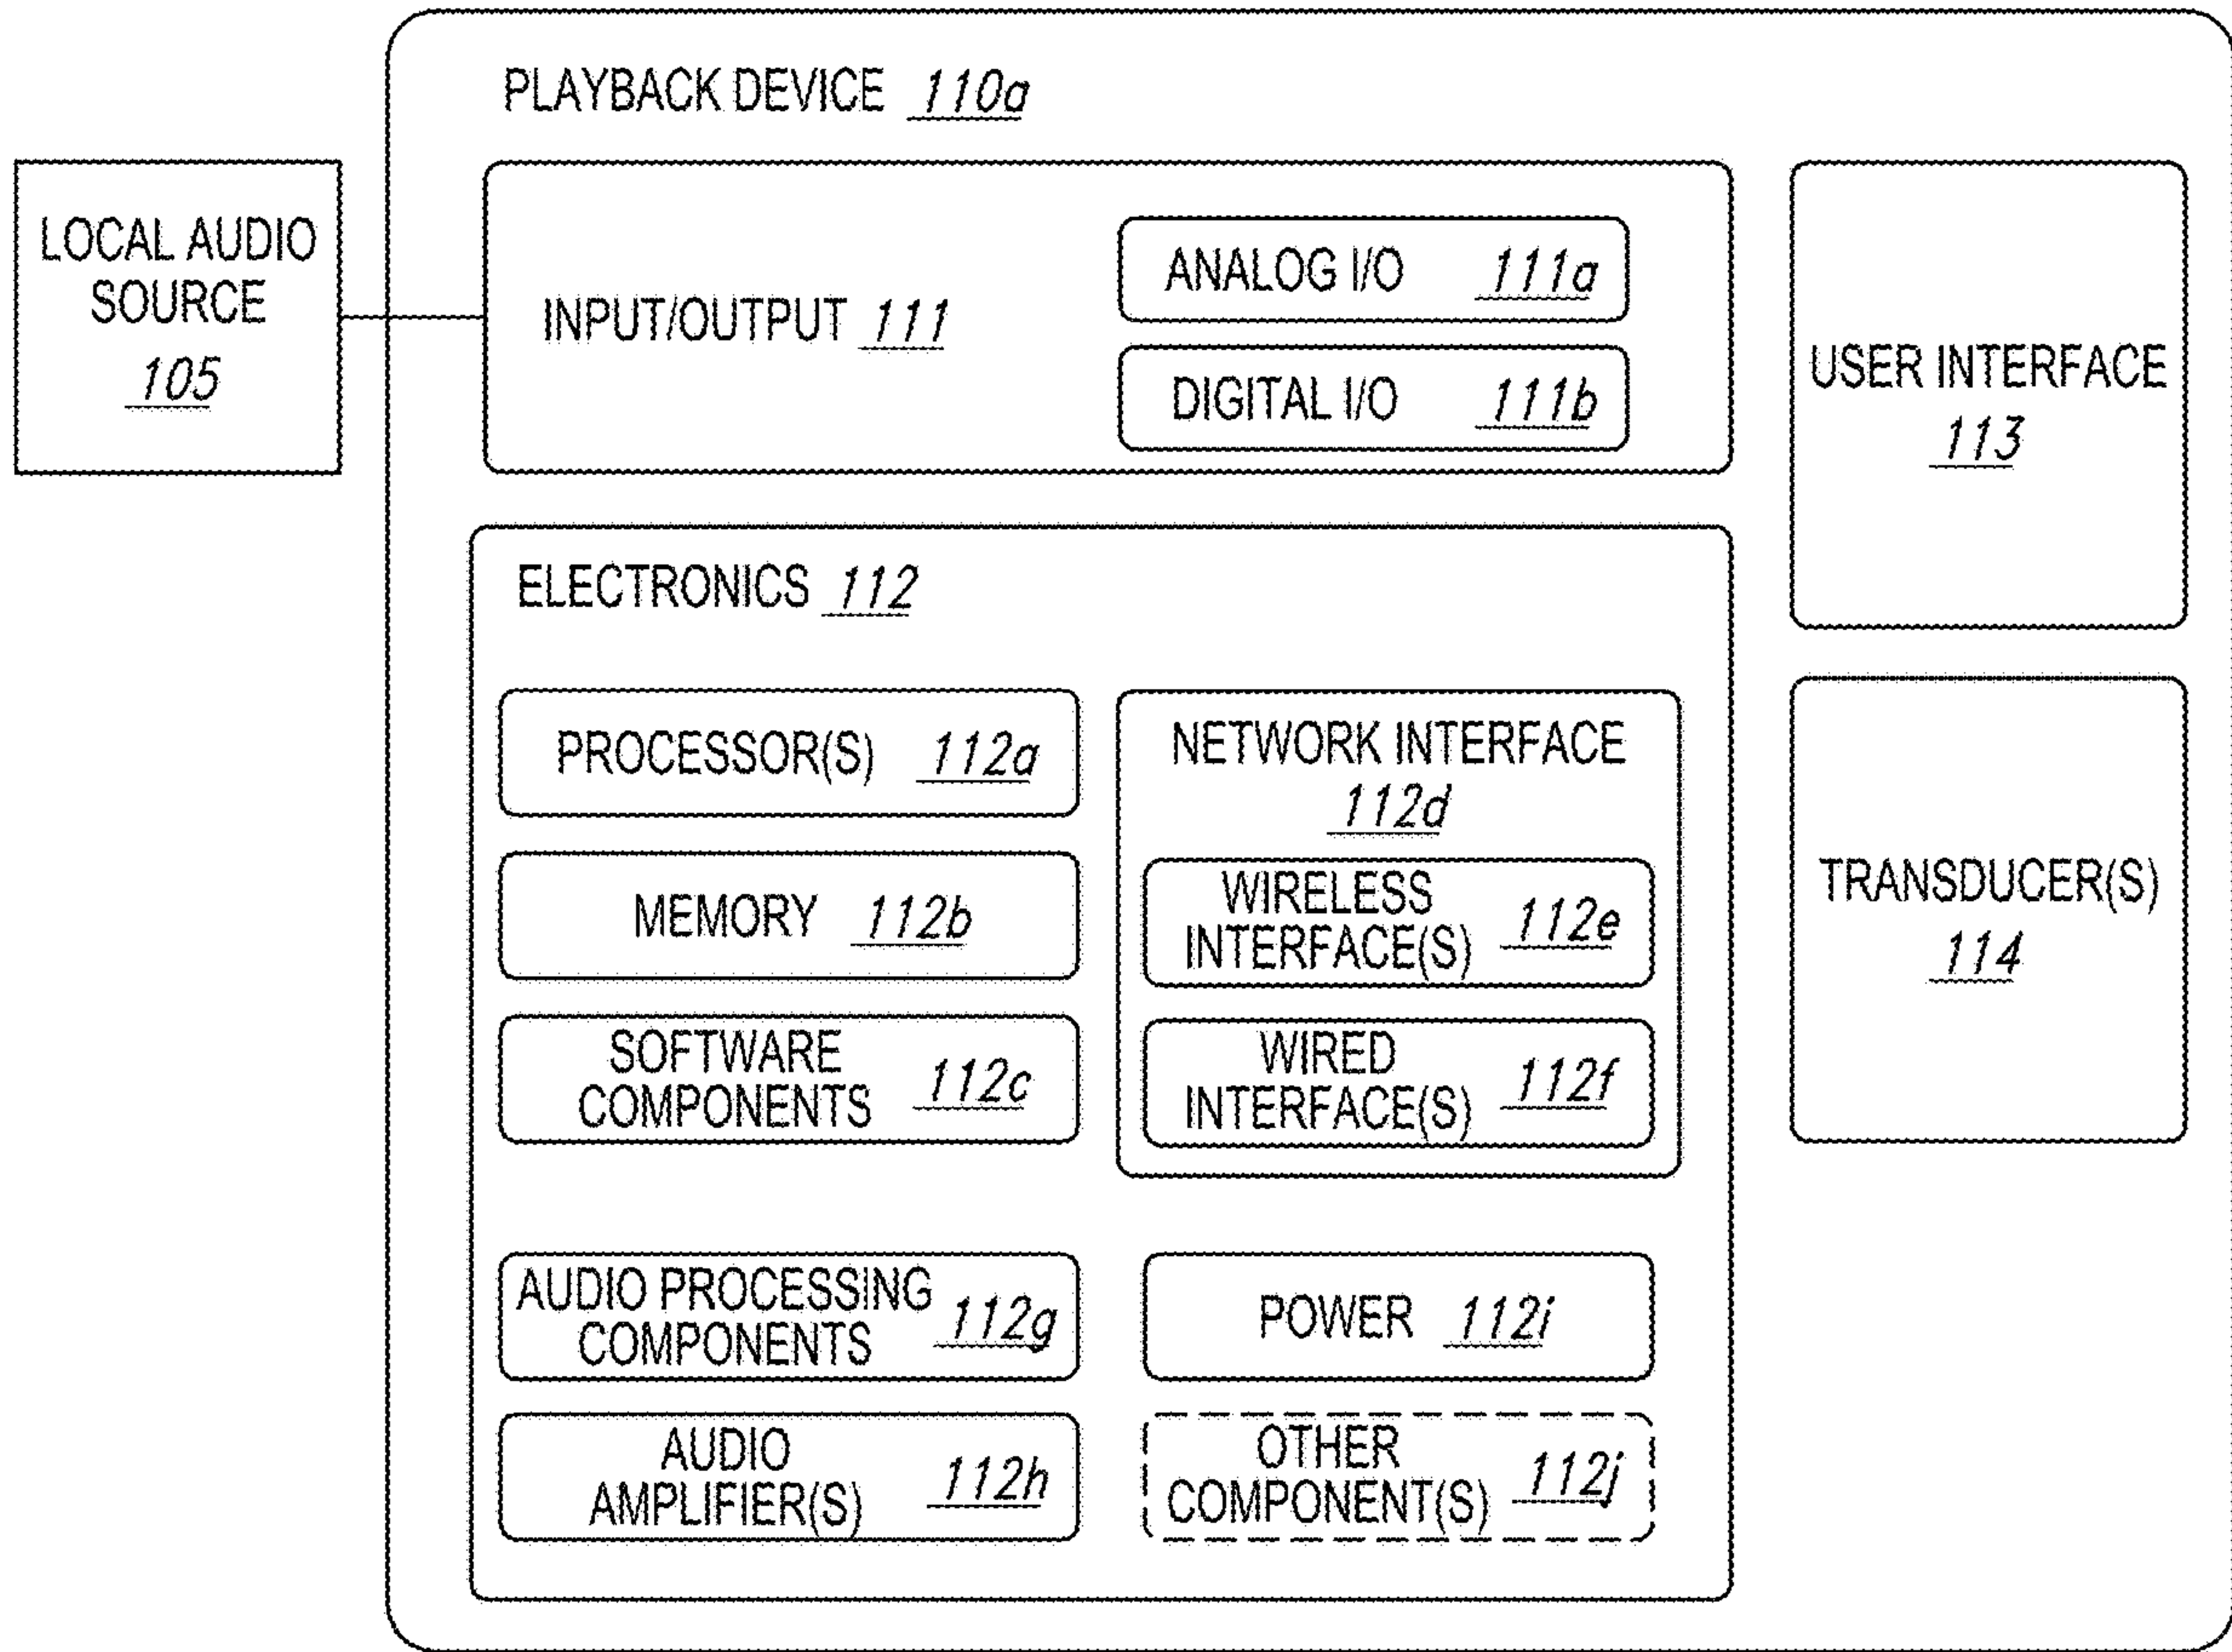 PLAYBACK DEVICE 110a
LOCAL AUDIO
SOURCE
105
INPUT/OUTPUT 111
ANALOG I/O 111a
DIGITAL I/O 111b
USER INTERFACE
113
ELECTRONICS 112
PROCESSOR(S) 112a
MEMORY 112b
SOFTWARE
COMPONENTS 112c
NETWORK INTERFACE
112d
WIRELESS
INTERFACE(S) 112e
WIRED
INTERFACE(S) 112f
TRANSDUCER(S)
114
AUDIO PROCESSING
COMPONENTS 112g
POWER 112i
AUDIO
AMPLIFIER(S) 112h
OTHER
COMPONENT(S) 112j